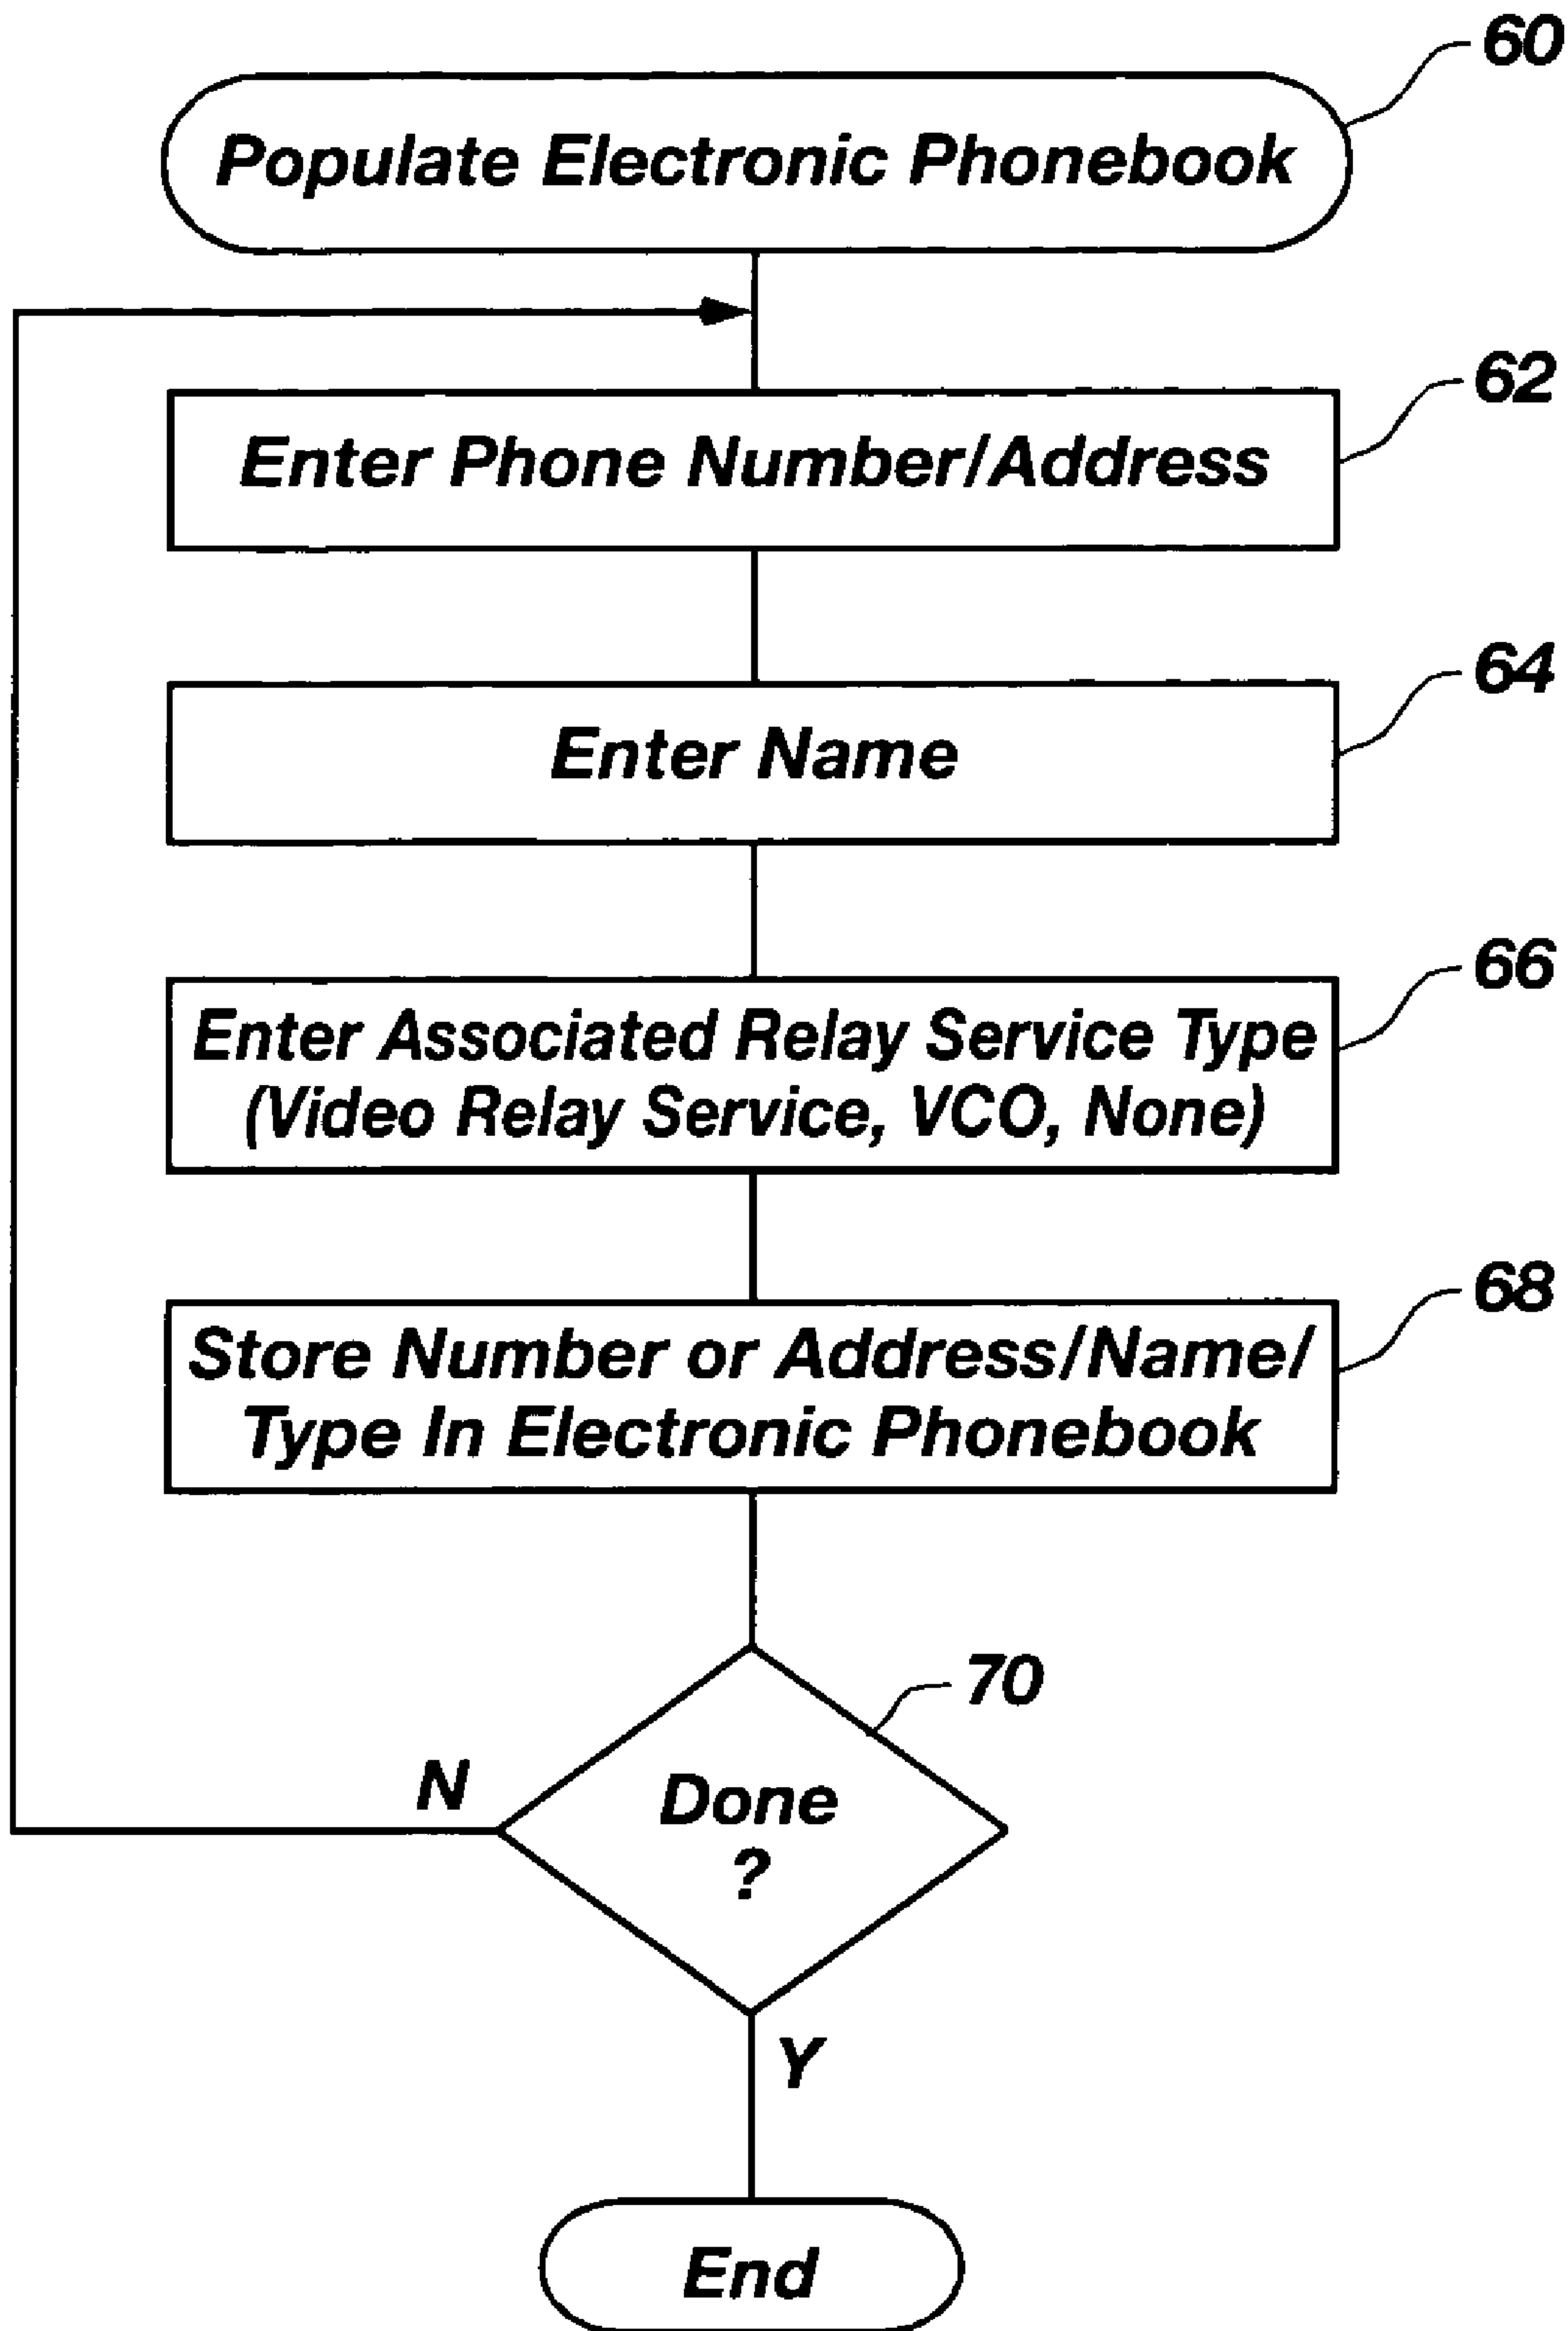 60
Populate Electronic Phonebook
62
Enter Phone Number/Address
64
Enter Name
66
Enter Associated Relay Service Type
(Video Relay Service, VCO, None)
68
Store Number or Address/Name/
Type In Electronic Phonebook
70
N
Done
?
Y
End